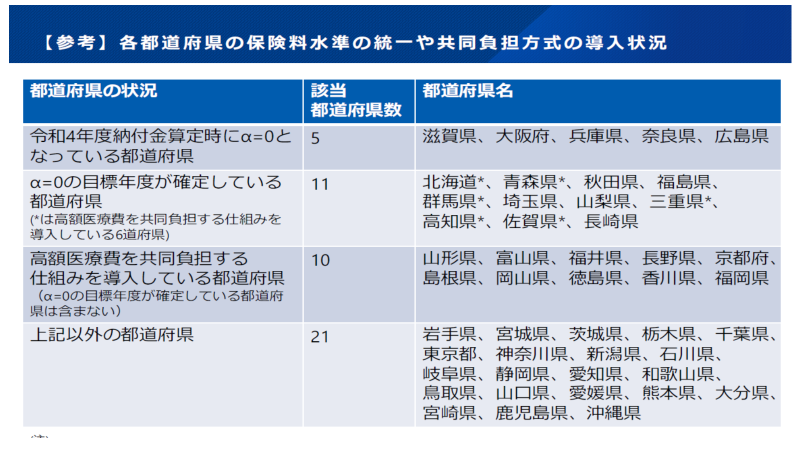 【参考】各都道府県の保険料水準の統一や共同負担方式の導入状況
都道府県の状況
該当
都道府県数
都道府県名
令和4年度納付金算定時にα=0と
なっている都道府県
5
滋賀県、大阪府、兵庫県、奈良県、広島県
α=0の目標年度が確定している
都道府県
(*は高額医療費を共同負担する仕組みを
導入している6道府県)
11
北海道*、青森県*、秋田県、福島県、
群馬県*、埼玉県、山梨県、三重県*、
高知県*、佐賀県*、長崎県
高額医療費を共同負担する
仕組みを導入している都道府県
（α=0の目標年度が確定している都道府
県は含まない）
10
山形県、富山県、福井県、長野県、京都府、
島根県、岡山県、徳島県、香川県、福岡県
上記以外の都道府県
21
岩手県、宮城県、茨城県、栃木県、千葉県、
東京都、神奈川県、新潟県、石川県、
岐阜県、静岡県、愛知県、和歌山県、
鳥取県、山口県、愛媛県、熊本県、大分県、
宮崎県、鹿児島県、沖縄県